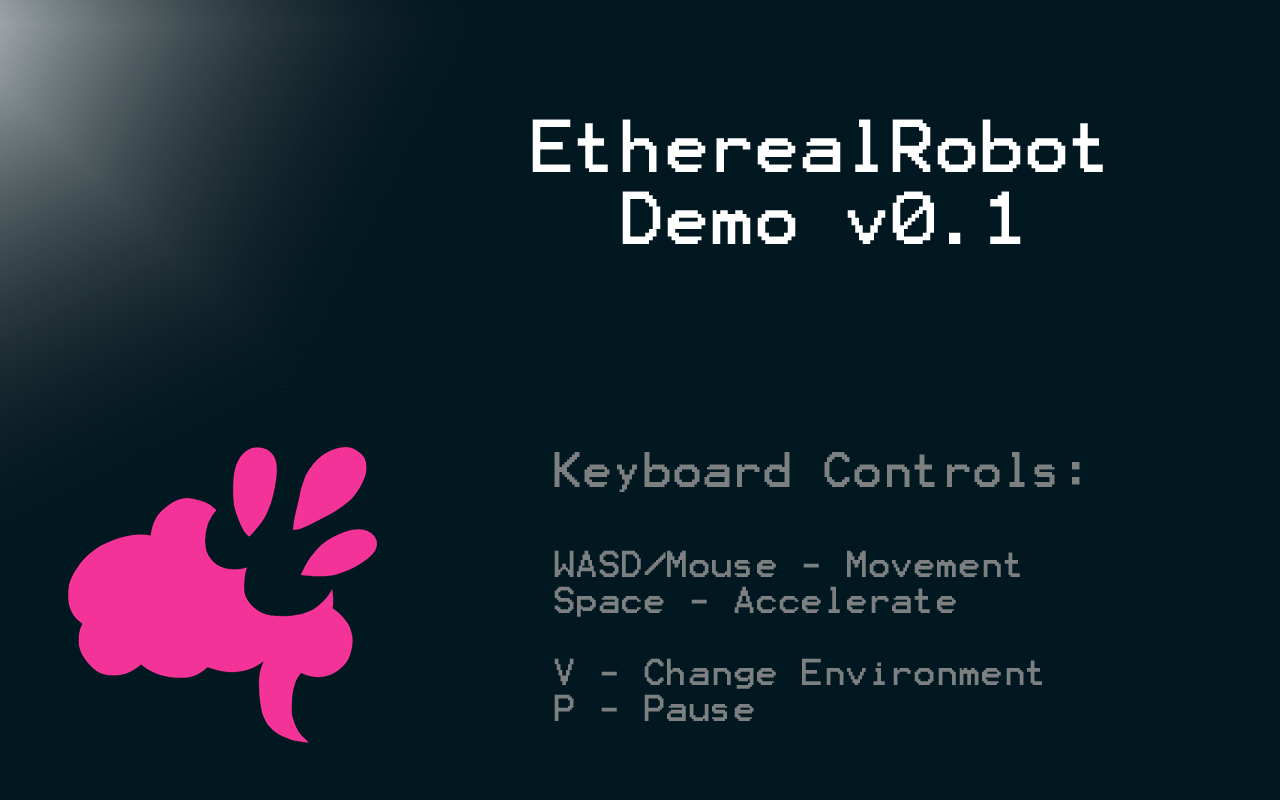 EtherealRobot
Demo v0.1
Keyboard Controls:
WASD/Mouse - Movement
Space - Accelerate
V - Change Environment
P - Pause